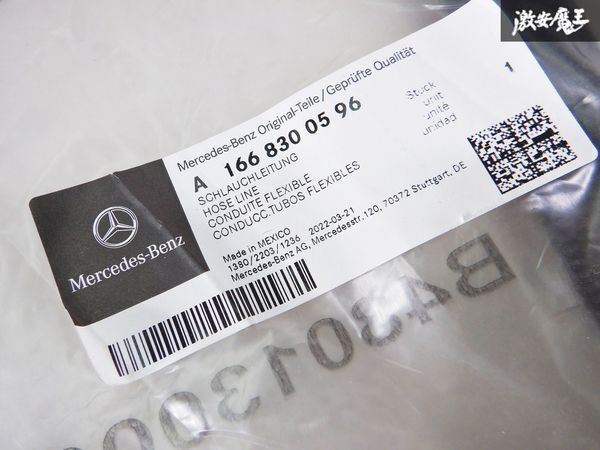 激安魔王
Mercedes-Benz Original-Teile/Geprüfte Qualität
A 166 830 05 96
SCHLAUCHLEITUNG
HOSE LINE
CONDUITE FLEXIBLE
CONDUCC.TUBOS FLEXIBLES
Stück
unit
unité
unidad
1
Made in MEXICO
1380/2203/1236 2022-03-21
Mercedes-Benz AG, Mercedesstr.120, 70372 Stuttgart, DE
Mercedes-Benz
B43013000